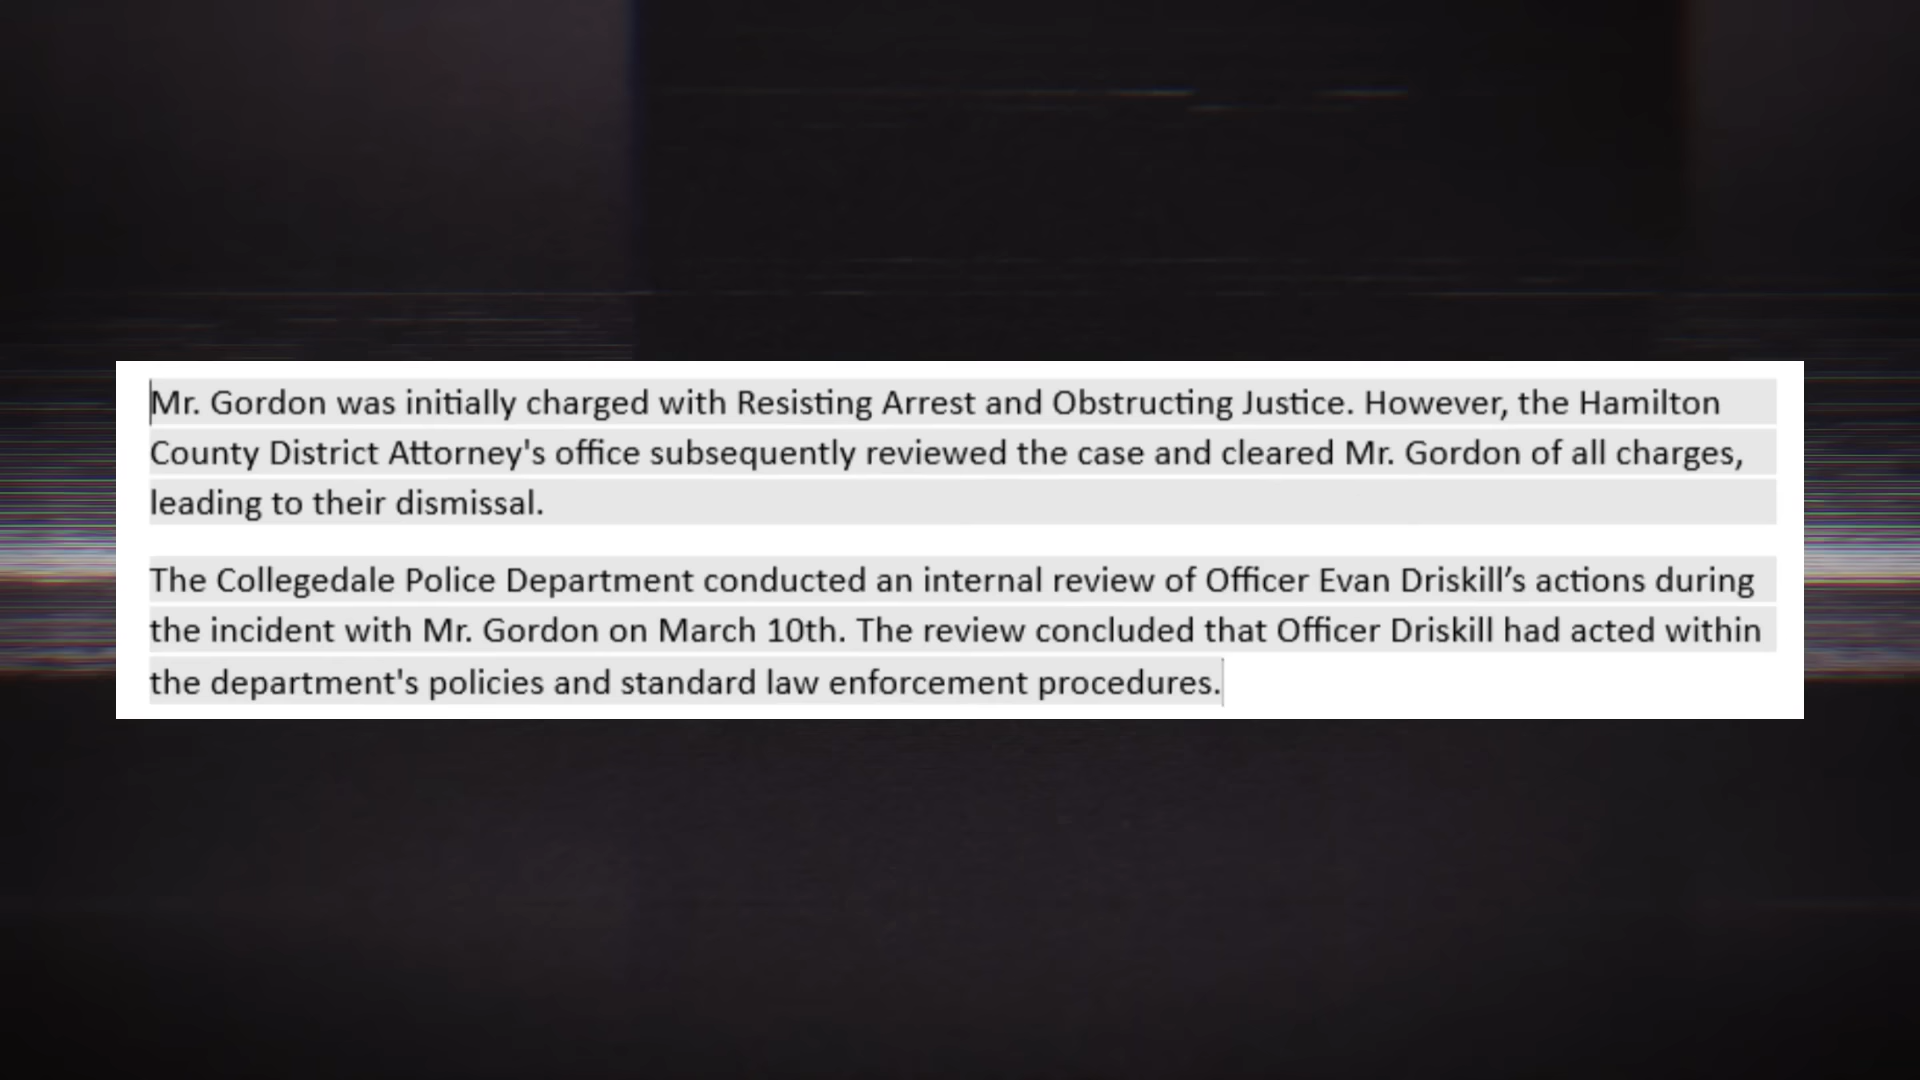 Mr. Gordon was initially charged with Resisting Arrest and Obstructing Justice. However, the Hamilton
County District Attorney's office subsequently reviewed the case and cleared Mr. Gordon of all charges,
leading to their dismissal.
The Collegedale Police Department conducted an internal review of Officer Evan Driskill’s actions during
the incident with Mr. Gordon on March 10th. The review concluded that Officer Driskill had acted within
the department's policies and standard law enforcement procedures.